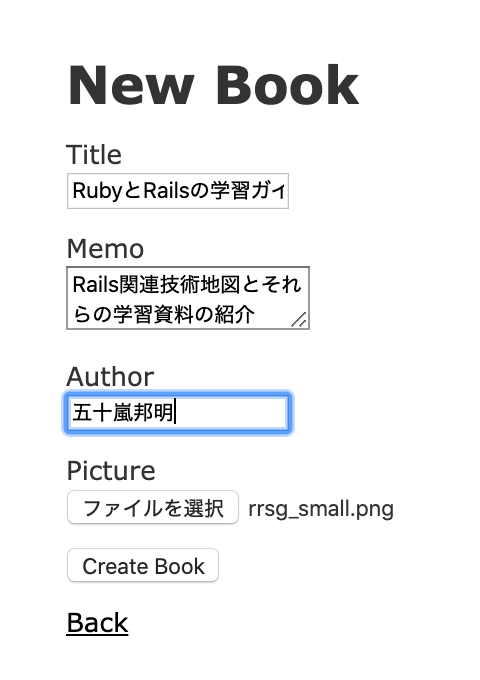 New Book
Title
RubyとRailsの学習ガイ
Memo
Rails関連技術地図とそれ
らの学習資料の紹介
Author
五十嵐邦明
Picture
ファイルを選択 rrsg_small.png
Create Book
Back